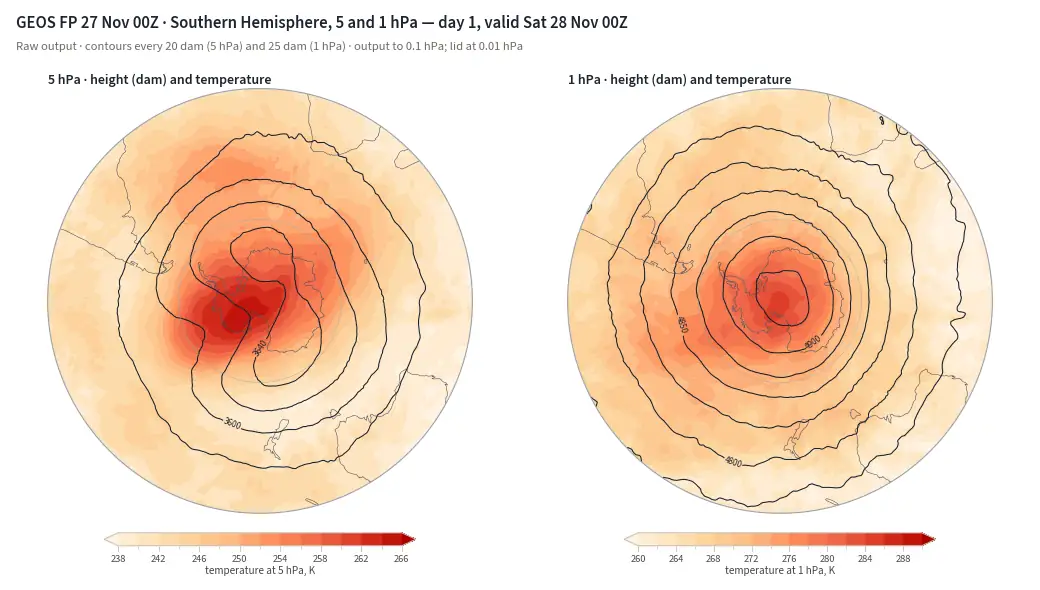 GEOS FP 27 Nov 00Z · Southern Hemisphere, 5 and 1 hPa — day 1, valid Sat 28 Nov 00Z
Raw output · contours every 20 dam (5 hPa) and 25 dam (1 hPa) · output to 0.1 hPa; lid at 0.01 hPa
5 hPa · height (dam) and temperature
1 hPa · height (dam) and temperature
3640
3600
4850
4900
4800
238 242 246 250 254 258 262 266
temperature at 5 hPa, K
260 264 268 272 276 280 284 288
temperature at 1 hPa, K